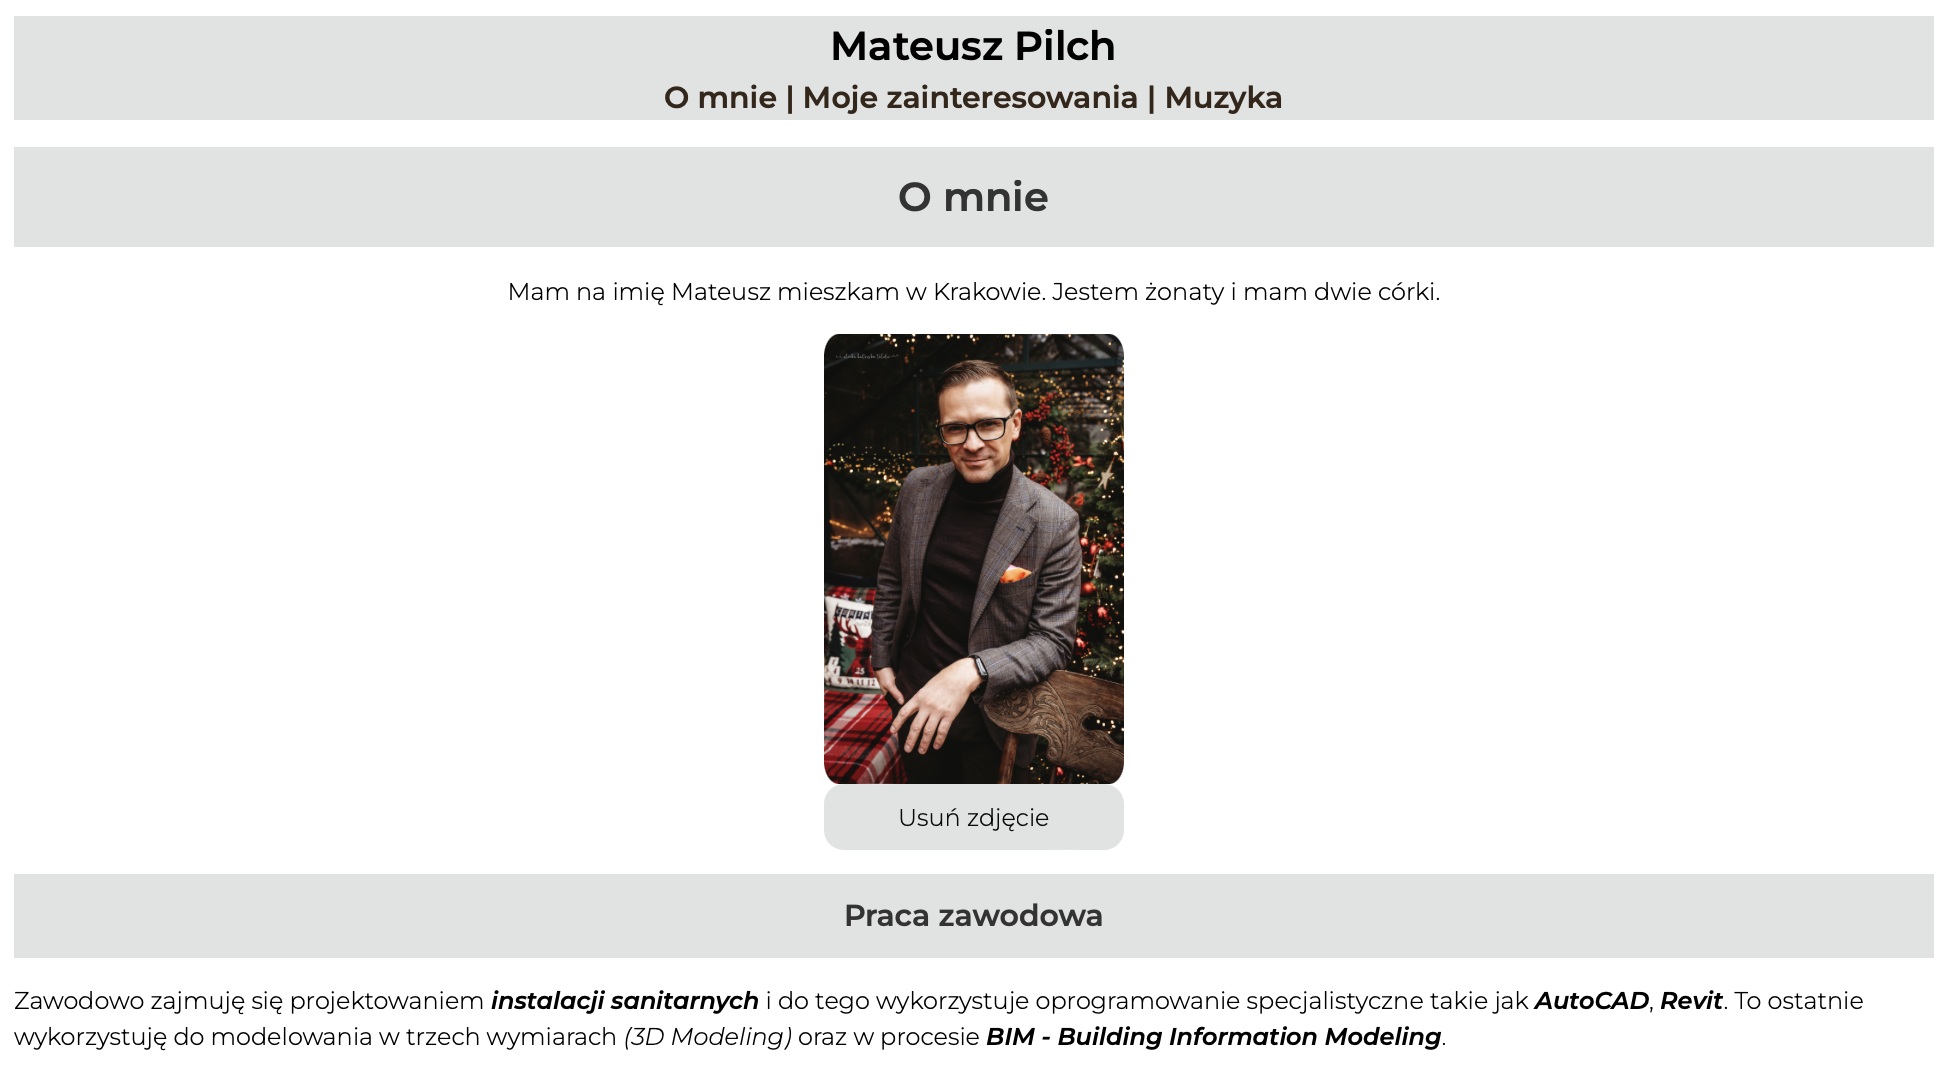 Mateusz Pilch
O mnie | Moje zainteresowania | Muzyka
O mnie
Mam na imię Mateusz mieszkam w Krakowie. Jestem żonaty i mam dwie córki.
Usuń zdjęcie
Praca zawodowa
Zawodowo zajmuję się projektowaniem instalacji sanitarnych i do tego wykorzystuje oprogramowanie specjalistyczne takie jak AutoCAD, Revit. To ostatnie
wykorzystuję do modelowania w trzech wymiarach (3D Modeling) oraz w procesie BIM - Building Information Modeling.